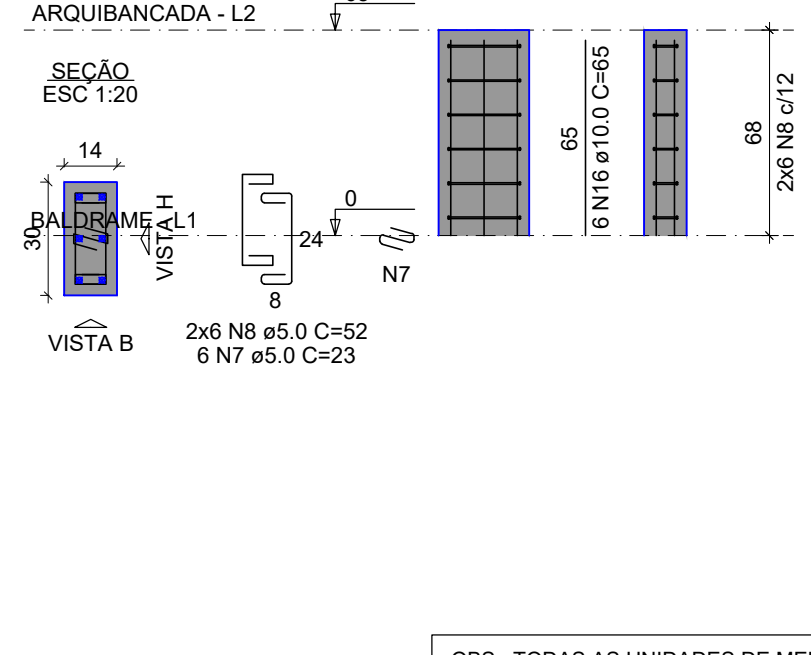 ARQUIBANCADA - L2
SEÇÃO
ESC 1:20
14
30
BALDRAME - L1
VISTA H
VISTA B
24
8
2x6 N8 ø5.0 C=52
6 N7 ø5.0 C=23
0
N7
65
6 N16 ø10.0 C=65
68
2x6 N8 c/12